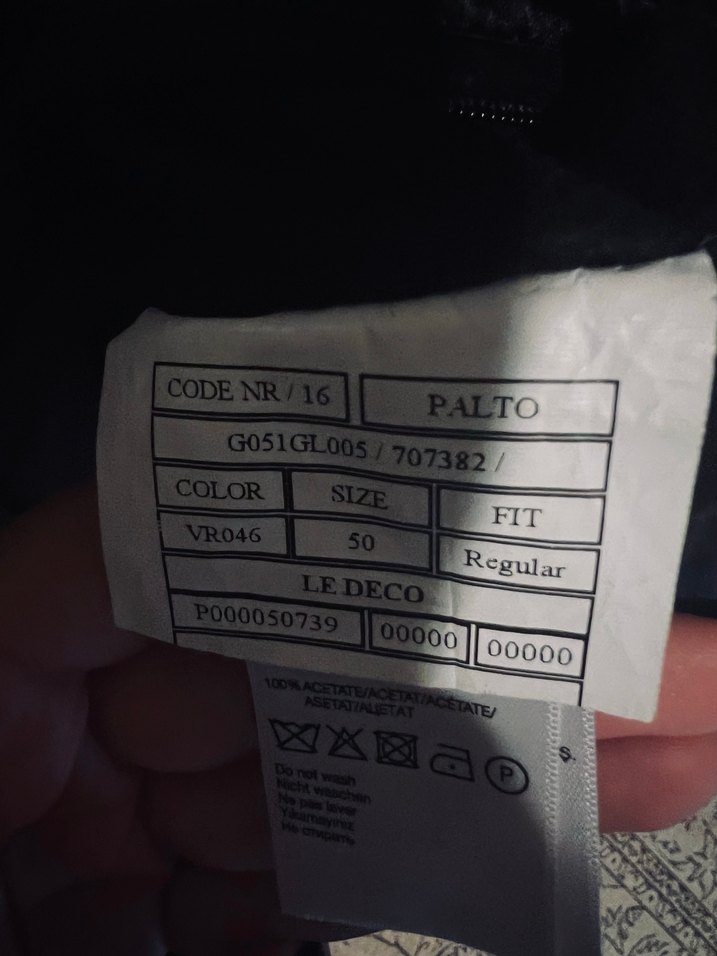 CODE NR / 16 PALTO
G051GL005 / 707382 /
COLOR SIZE FIT
VR046 50 Regular
LE DECO
P000050739 00000 00000
100% ACETATE/ACETAT/ACÉTATE/
ASETAT/АЦЕТАТ
P
Ş.
Do not wash
Nicht waschen
Ne pas laver
Yıkamayınız
Не стирать